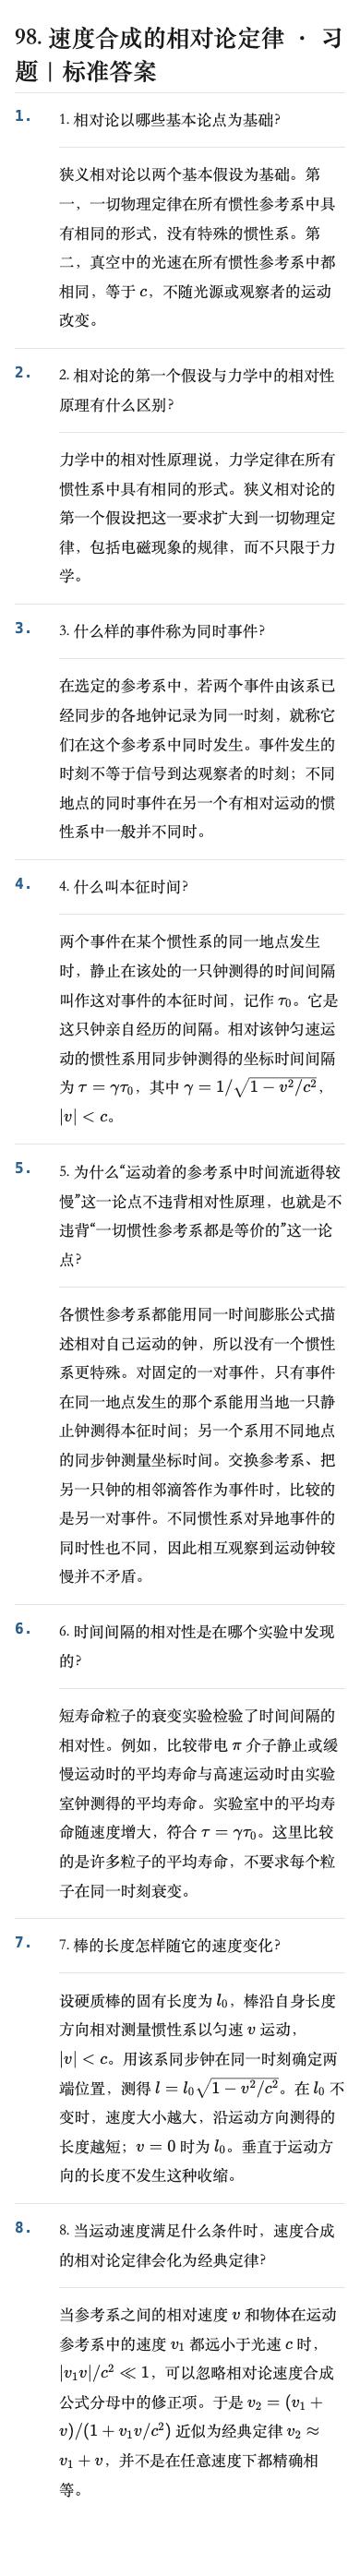 98. 速度合成的相对论定律 · 习
题 | 标准答案
1. 1. 相对论以哪些基本论点为基础?
狭义相对论以两个基本假设为基础。第
一，一切物理定律在所有惯性参考系中具
有相同的形式，没有特殊的惯性系。第
二，真空中的光速在所有惯性参考系中都
相同，等于 c，不随光源或观察者的运动
改变。
2. 2. 相对论的第一个假设与力学中的相对性
原理有什么区别?
力学中的相对性原理说，力学定律在所有
惯性系中具有相同的形式。狭义相对论的
第一个假设把这一要求扩大到一切物理定
律，包括电磁现象的规律，而不只限于力
学。
3. 3. 什么样的事件称为同时事件?
在选定的参考系中，若两个事件由该系已
经同步的各地钟记录为同一时刻，就称它
们在这个参考系中同时发生。事件发生的
时刻不等于信号到达观察者的时刻；不同
地点的同时事件在另一个有相对运动的惯
性系中一般并不同时。
4. 4. 什么叫本征时间?
两个事件在某个惯性系的同一地点发生
时，静止在该处的一只钟测得的时间间隔
叫作这对事件的本征时间，记作 τ₀。它是
这只钟亲自经历的间隔。相对该钟匀速运
动的惯性系用同步钟测得的坐标时间间隔
为 τ = γτ₀，其中 γ = 1/√(1 − v²/c²)，
|v| < c。
5. 5. 为什么“运动着的参考系中时间流逝得较
慢”这一论点不违背相对性原理，也就是不
违背“一切惯性参考系都是等价的”这一论
点?
各惯性参考系都能用同一时间膨胀公式描
述相对自己运动的钟，所以没有一个惯性
系更特殊。对固定的一对事件，只有事件
在同一地点发生的那个系能用当地一只静
止钟测得本征时间；另一个系用不同地点
的同步钟测量坐标时间。交换参考系、把
另一只钟的相邻滴答作为事件时，比较的
是另一对事件。不同惯性系对异地事件的
同时性也不同，因此相互观察到运动钟较
慢并不矛盾。
6. 6. 时间间隔的相对性是在哪个实验中发现
的?
短寿命粒子的衰变实验检验了时间间隔的
相对性。例如，比较带电 π 介子静止或缓
慢运动时的平均寿命与高速运动时由实验
室钟测得的平均寿命。实验室中的平均寿
命随速度增大，符合 τ = γτ₀。这里比较
的是许多粒子的平均寿命，不要求每个粒
子在同一时刻衰变。
7. 7. 棒的长度怎样随它的速度变化?
设硬质棒的固有长度为 l₀，棒沿自身长度
方向相对测量惯性系以匀速 v 运动，
|v| < c。用该系同步钟在同一时刻确定两
端位置，测得 l = l₀√(1 − v²/c²)。在 l₀ 不
变时，速度大小越大，沿运动方向测得的
长度越短；v = 0 时为 l₀。垂直于运动方
向的长度不发生这种收缩。
8. 8. 当运动速度满足什么条件时，速度合成
的相对论定律会化为经典定律?
当参考系之间的相对速度 v 和物体在运动
参考系中的速度 v₁ 都远小于光速 c 时，
|v₁v|/c² ≪ 1，可以忽略相对论速度合成
公式分母中的修正项。于是 v₂ = (v₁ +
v)/(1 + v₁v/c²) 近似为经典定律 v₂ ≈
v₁ + v，并不是在任意速度下都精确相
等。